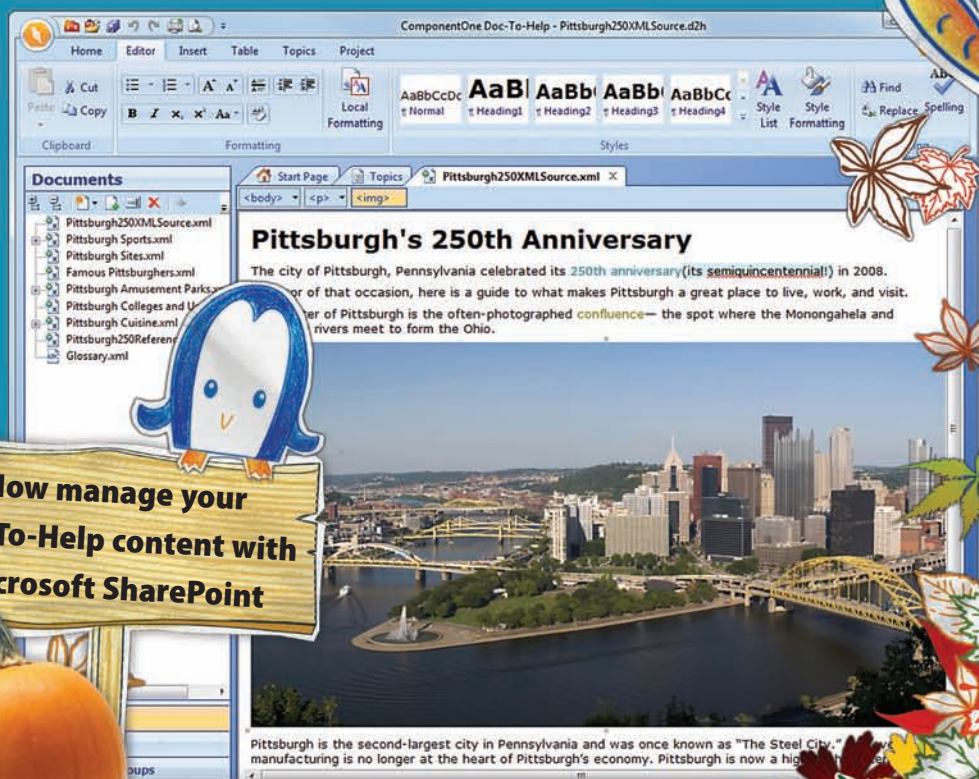 ComponentOne Doc-To-Help - Pittsburgh250XMLSource.d2h
Home Editor Insert Table Topics Project
Cut
Paste Copy
Clipboard
B I x, x² Aa
Formatting
Local
Formatting
AaBbCcDc AaBl AaBb AaBb AaBbCc
¶ Normal ¶ Heading1 ¶ Heading2 ¶ Heading3 ¶ Heading4
Styles
Style
List
Style
Formatting
Find
Replace
Spelling
Documents
Pittsburgh250XMLSource.xml
Pittsburgh Sports.xml
Pittsburgh Sites.xml
Famous Pittsburghers.xml
Pittsburgh Amusement Parks
Pittsburgh Colleges and
Pittsburgh Cuisine.xml
Glossary.xml
Start Page Topics Pittsburgh250XMLSource.xml
<body> <p> <img>
Pittsburgh's 250th Anniversary
The city of Pittsburgh, Pennsylvania celebrated its 250th anniversary(its semiquincentennial!) in 2008.
of that occasion, here is a guide to what makes Pittsburgh a great place to live, work, and visit.
of Pittsburgh is the often-photographed confluence— the spot where the Monongahela and
rivers meet to form the Ohio.
manage your
To-Help content with
SharePoint
Pittsburgh is the second-largest city in Pennsylvania and was once known as "The Steel City."
manufacturing is no longer at the heart of Pittsburgh's economy. Pittsburgh is now a